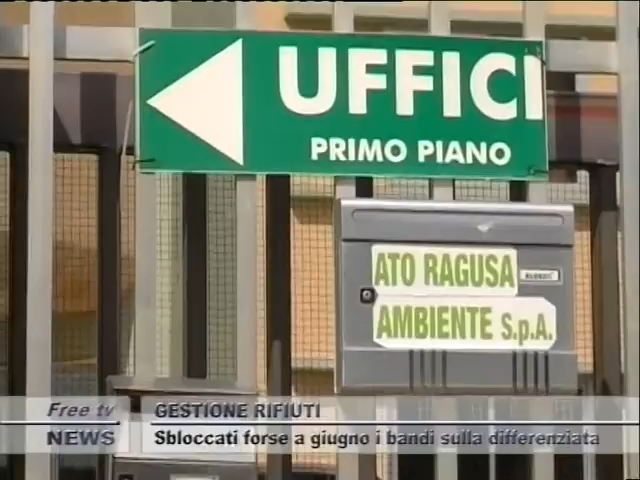 UFFICI
PRIMO PIANO
ATO RAGUSA
AMBIENTE S.p.A.
Free tv
NEWS
GESTIONE RIFIUTI
Sbloccati forse a giugno i bandi sulla differenziata